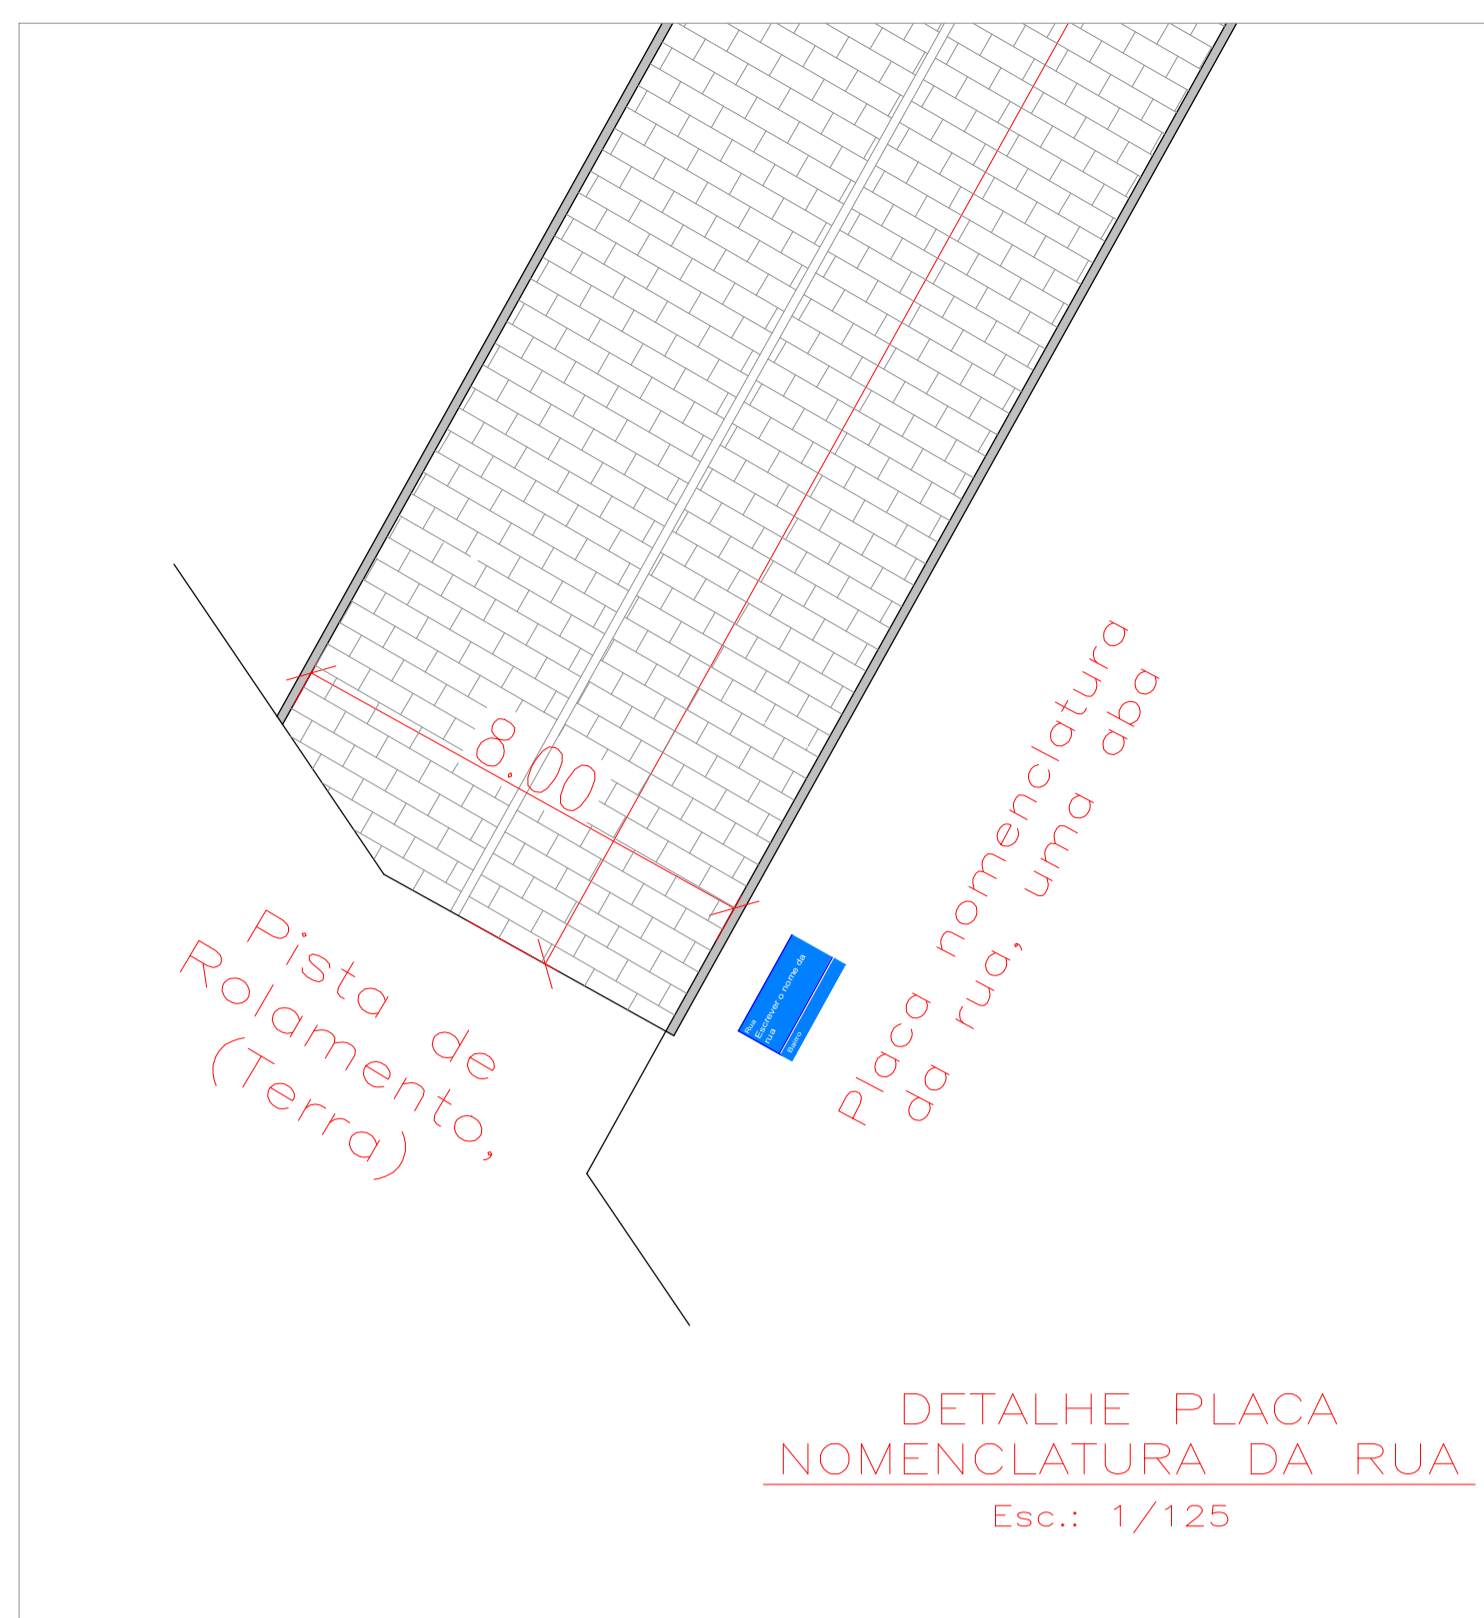 8.00
Pista de
Rolamento,
(Terra)
Rua
Escrever o nome da
rua
Bairro
Placa nomenclatura
da rua, uma aba
DETALHE PLACA
NOMENCLATURA DA RUA
Esc.: 1/125